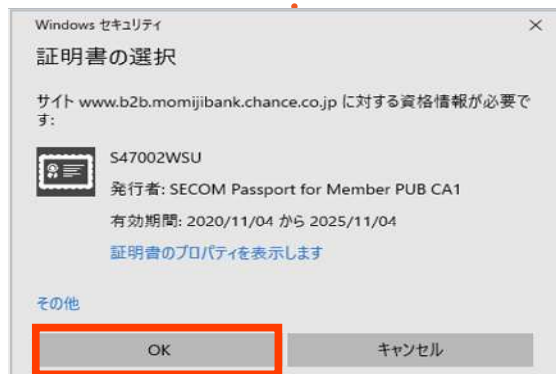 Windows セキュリティ
証明書の選択
サイト www.b2b.momijibank.chance.co.jp に対する資格情報が必要で
す:
S47002WSU
発行者: SECOM Passport for Member PUB CA1
有効期間: 2020/11/04 から 2025/11/04
証明書のプロパティを表示します
その他
OK キャンセル